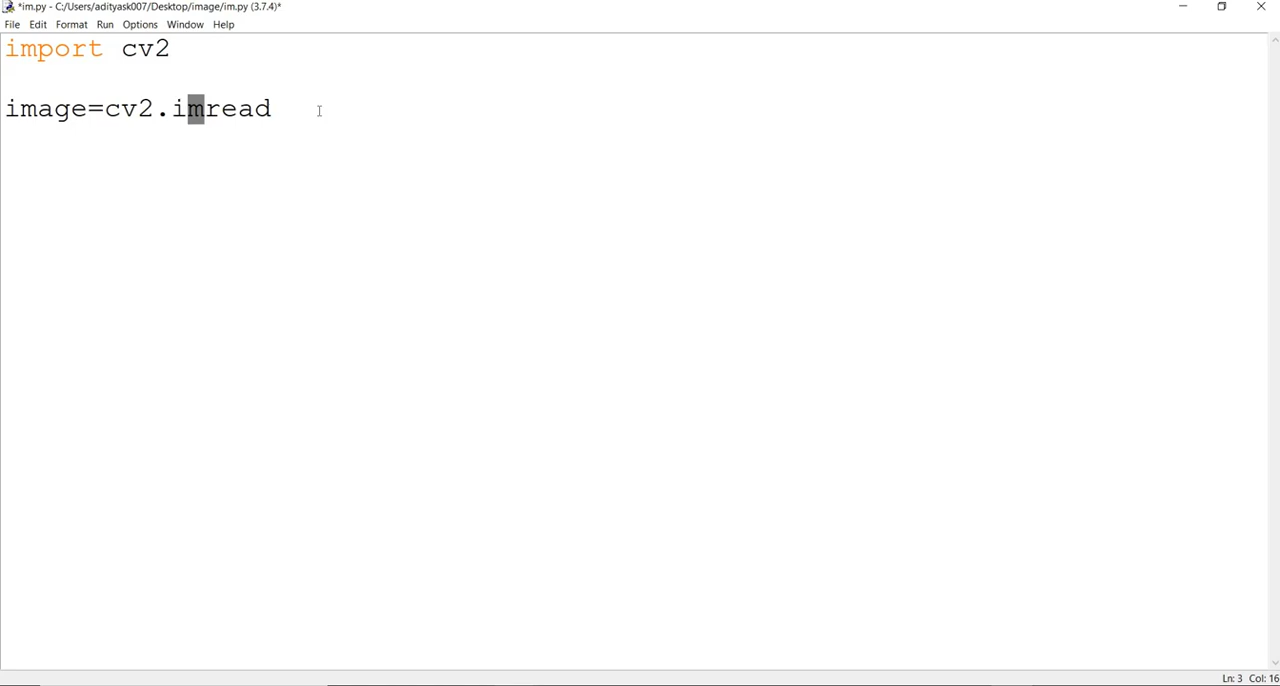 *im.py - C:/Users/adityask007/Desktop/image/im.py (3.7.4)*
File Edit Format Run Options Window Help
import cv2
image=cv2.imread
Ln: 3 Col: 16